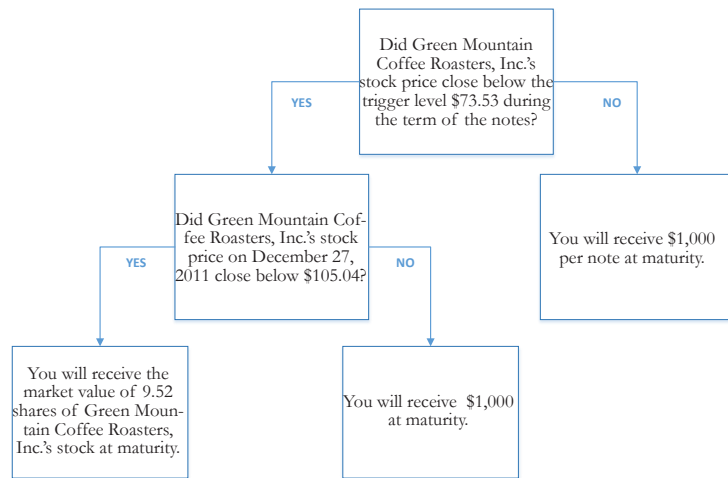 Did Green Mountain
Coffee Roasters, Inc.'s
stock price close below the
trigger level $73.53 during
the term of the notes?
YES
NO
Did Green Mountain Cof-
fee Roasters, Inc.'s stock
price on December 27,
2011 close below $105.04?
You will receive $1,000
per note at maturity.
YES
NO
You will receive the
market value of 9.52
shares of Green Moun-
tain Coffee Roasters,
Inc.'s stock at maturity.
You will receive $1,000
at maturity.